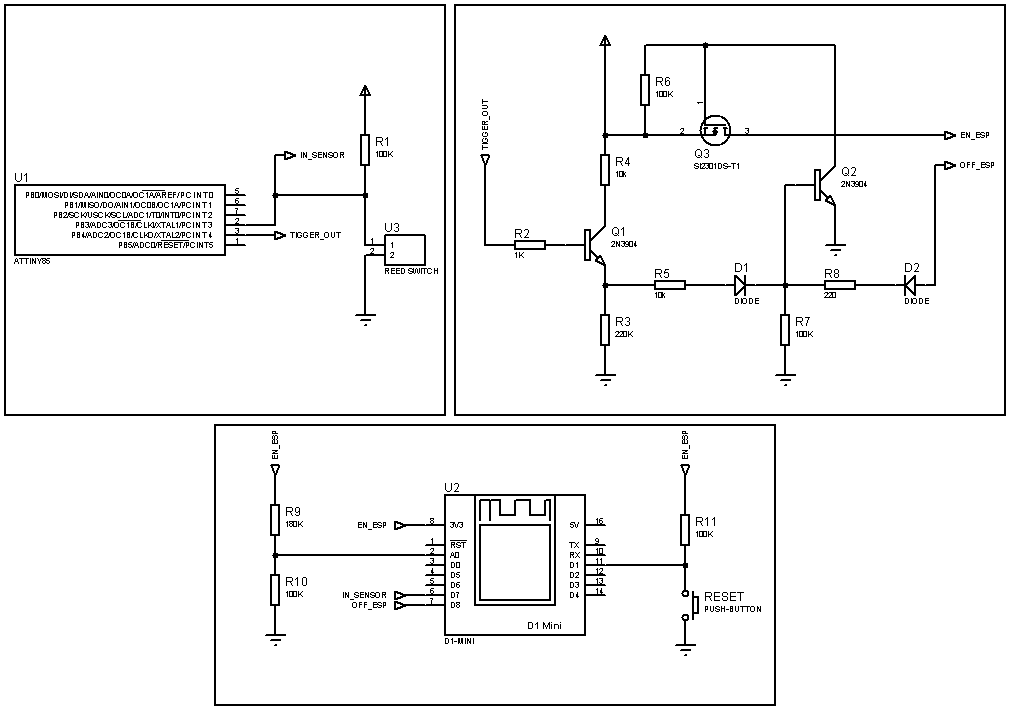 U1
PB0/MOSI/DI/SDA/AIN0/OC0A/OC1A/AREF/PCINT0 5
PB1/MISO/DO/AIN1/OC0B/OC1A/PCINT1 6
PB2/SCK/USCK/SCL/ADC1/T0/INT0/PCINT2 7
PB3/ADC3/OC1B/CLKI/XTAL1/PCINT3 2
PB4/ADC2/OC1B/CLKO/XTAL2/PCINT4 3
PB5/ADC0/RESET/PCINT5 1
ATTINY85
IN_SENSOR
TIGGER_OUT
R1
100K
U3
1 1
2 2
REED SWITCH
TIGGER_OUT
R2
1K
R6
100K
R4
10k
1
2 3
Q3
SI2301DS-T1
Q1
2N3904
Q2
2N3904
EN_ESP
OFF_ESP
R5
10k
D1
DIODE
R8
220
D2
DIODE
R3
220K
R7
100K
EN_ESP
R9
180K
R10
100K
EN_ESP
IN_SENSOR
OFF_ESP
U2
8 3V3
1 RST
2 A0
3 D0
4 D5
5 D6
6 D7
7 D8
5V 16
TX 9
RX 10
D1 11
D2 12
D3 13
D4 14
D1 Mini
D1-MINI
EN_ESP
R11
100K
RESET
PUSH-BUTTON